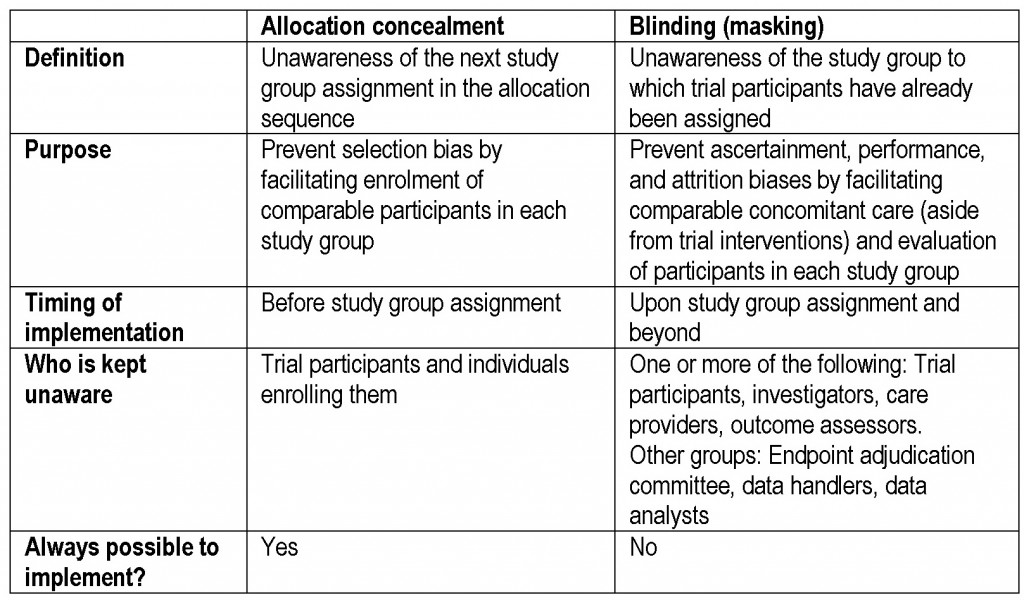 Allocation concealment
Blinding (masking)
Definition
Unawareness of the next study
group assignment in the allocation
sequence
Unawareness of the study group to
which trial participants have already
been assigned
Purpose
Prevent selection bias by
facilitating enrolment of
comparable participants in each
study group
Prevent ascertainment, performance,
and attrition biases by facilitating
comparable concomitant care (aside
from trial interventions) and evaluation
of participants in each study group
Timing of
implementation
Before study group assignment
Upon study group assignment and
beyond
Who is kept
unaware
Trial participants and individuals
enrolling them
One or more of the following: Trial
participants, investigators, care
providers, outcome assessors.
Other groups: Endpoint adjudication
committee, data handlers, data
analysts
Always possible to
implement?
Yes
No